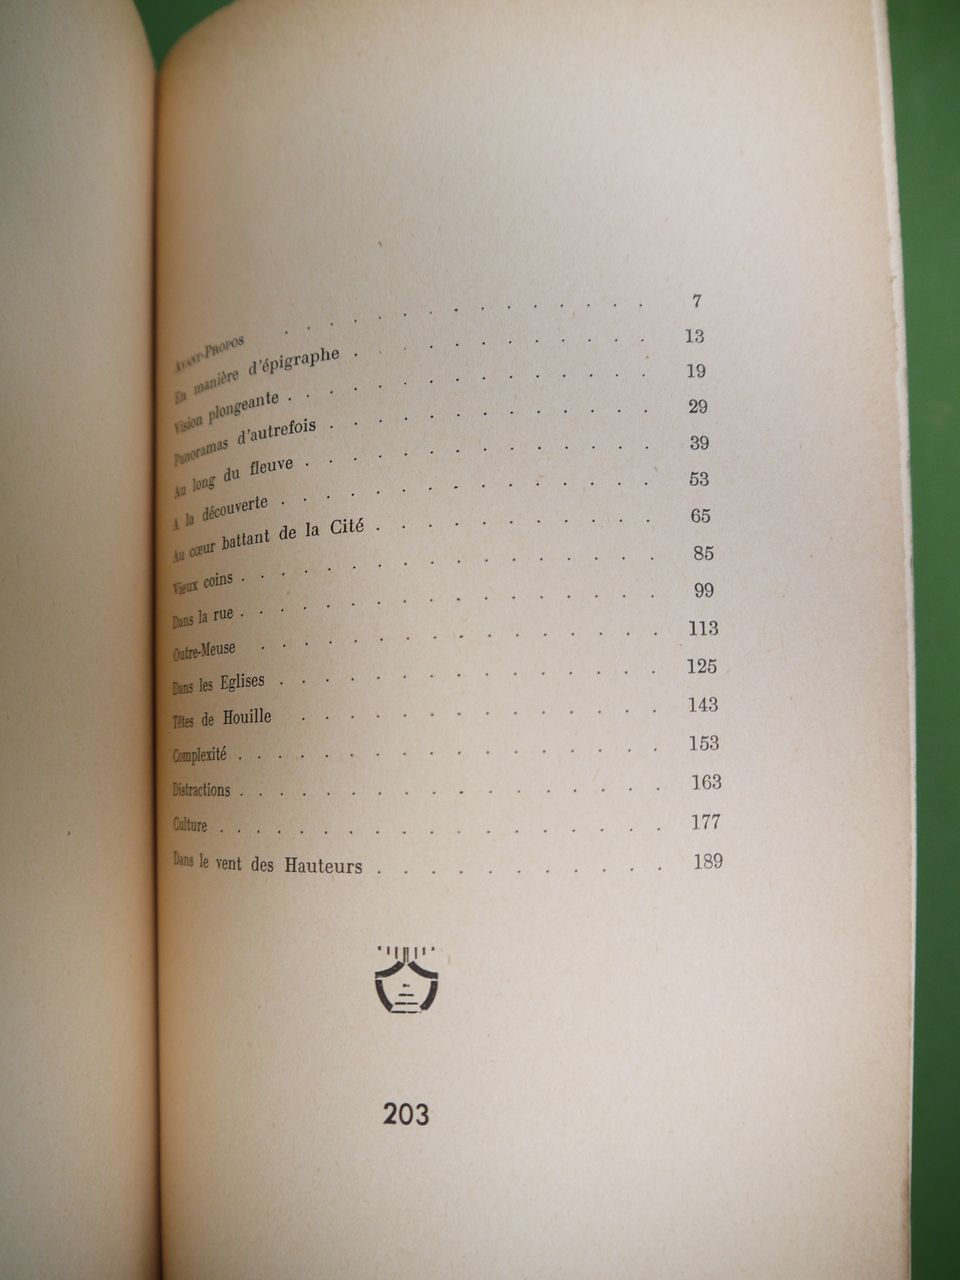 Avant-Propos . . . . . . . . . . . . . 7
En manière d'épigraphe . . . . . . . . . . . 13
Vision plongeante . . . . . . . . . . . . . 19
Panoramas d'autrefois . . . . . . . . . . . . 29
Au long du fleuve . . . . . . . . . . . . . 39
A la découverte . . . . . . . . . . . . . . 53
Au cœur battant de la Cité . . . . . . . . . . . 65
Vieux coins . . . . . . . . . . . . . . . 85
Dans la rue . . . . . . . . . . . . . . . 99
Outre-Meuse . . . . . . . . . . . . . . . 113
Dans les Eglises . . . . . . . . . . . . . . 125
Têtes de Houille . . . . . . . . . . . . . 143
Complexité . . . . . . . . . . . . . . . 153
Distractions . . . . . . . . . . . . . . . 163
Culture . . . . . . . . . . . . . . . . 177
Dans le vent des Hauteurs . . . . . . . . . . . 189
203